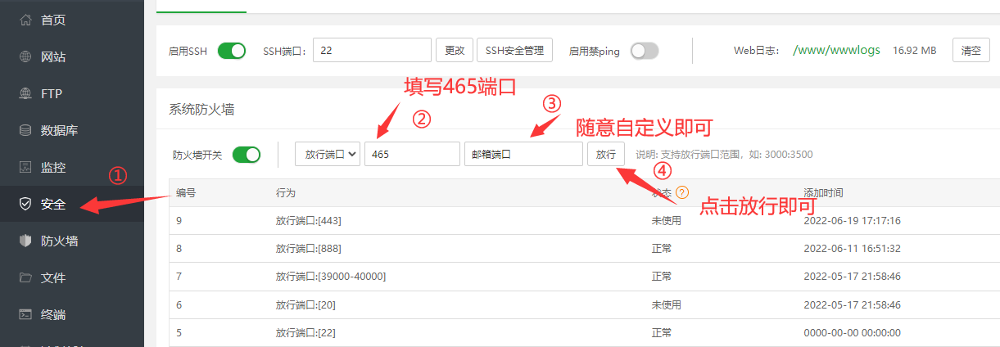 首页
网站
FTP
数据库
监控
①
安全
防火墙
文件
终端
启用SSH SSH端口： 22 更改 SSH安全管理 启用禁ping Web日志： /www/wwwlogs 16.92 MB 清空
填写465端口
系统防火墙
②
③
随意自定义即可
防火墙开关 放行端口 465 邮箱端口 放行 说明: 支持放行端口范围，如: 3000:3500
④
点击放行即可
编号 行为 状态 ? 添加时间
9 放行端口:[443] 未使用 2022-06-19 17:17:16
8 放行端口:[888] 正常 2022-06-11 16:51:32
7 放行端口:[39000-40000] 正常 2022-05-17 21:58:46
6 放行端口:[20] 未使用 2022-05-17 21:58:46
5 放行端口:[22] 正常 0000-00-00 00:00:00